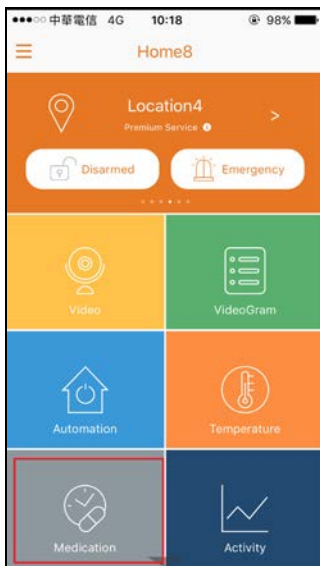 中華電信 4G 10:18 98%
Home8
Location4 >
Premium Service
Disarmed Emergency
Video VideoGram
Automation Temperature
Medication Activity